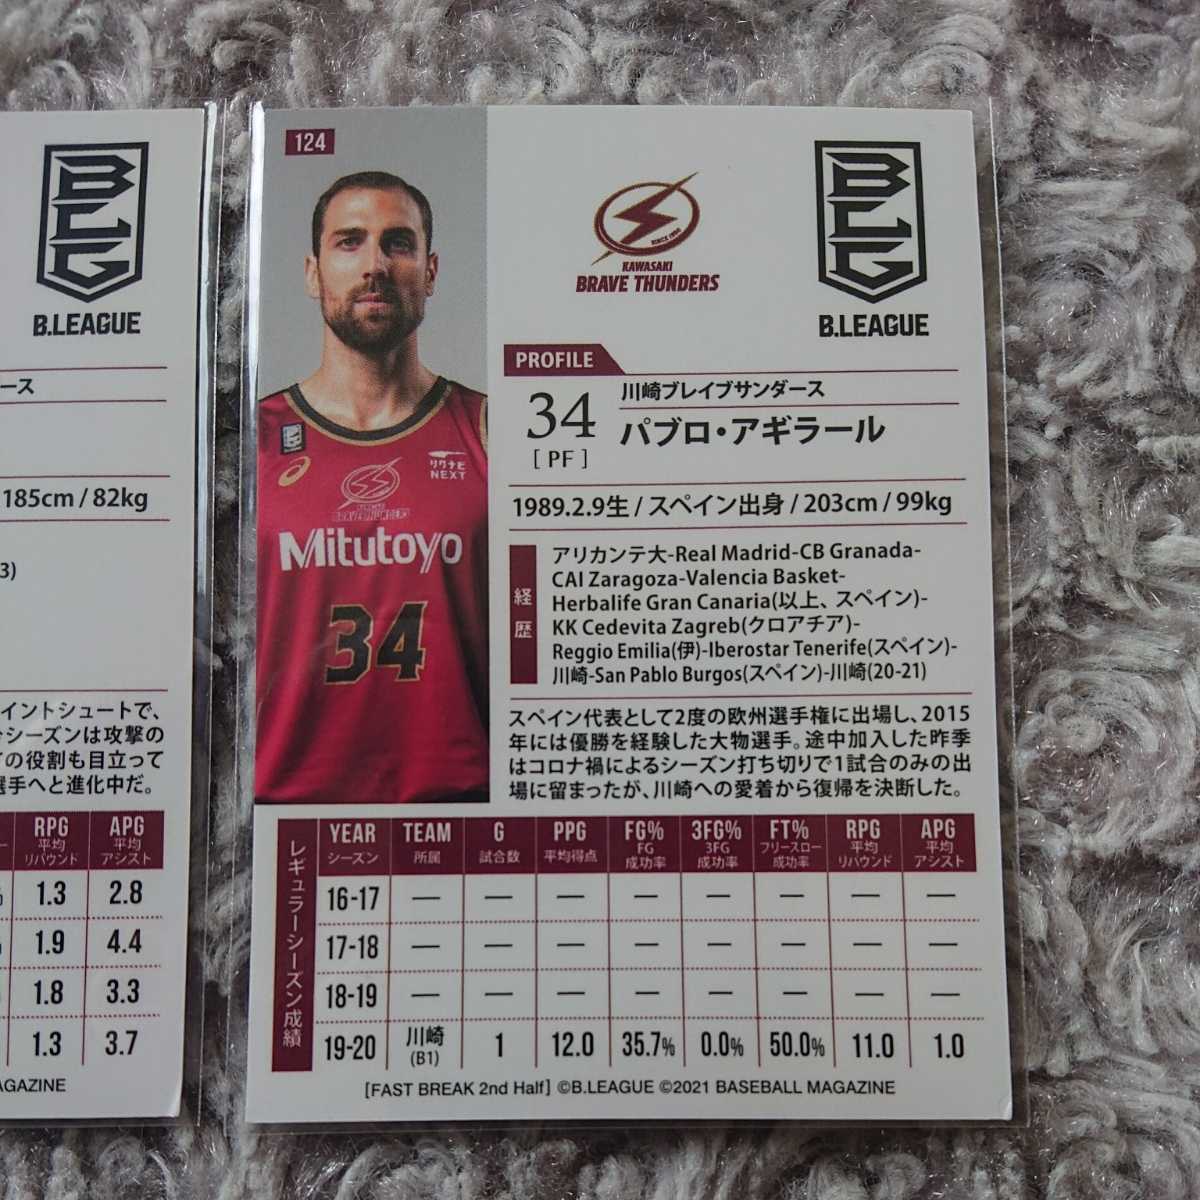 B.LEAGUE
ース
185cm / 82kg
3)
イントシュートで、
シーズンは攻撃の
ての役割も目立って
選手へと進化中だ。
RPG APG
平均 平均
リバウンド アシスト
1.3 2.8
1.9 4.4
1.8 3.3
1.3 3.7
AGAZINE
124
SINCE 1950
KAWASAKI
BRAVE THUNDERS
B.LEAGUE
リクナビ
NEXT
BRAVE THUNDERS
Mitutoyo
34
PROFILE
34
[ PF ]
川崎ブレイブサンダース
パブロ・アギラール
1989.2.9生 / スペイン出身 / 203cm / 99kg
経歴
アリカンテ大-Real Madrid-CB Granada-
CAI Zaragoza-Valencia Basket-
Herbalife Gran Canaria(以上、スペイン)-
KK Cedevita Zagreb(クロアチア)-
Reggio Emilia(伊)-Iberostar Tenerife(スペイン)-
川崎-San Pablo Burgos(スペイン)-川崎(20-21)
スペイン代表として2度の欧州選手権に出場し、2015
年には優勝を経験した大物選手。途中加入した昨季
はコロナ禍によるシーズン打ち切りで1試合のみの出
場に留まったが、川崎への愛着から復帰を決断した。
レギュラーシーズン成績
YEAR TEAM G PPG FG% 3FG% FT% RPG APG
シーズン 所属 試合数 平均得点 FG成功率 3FG成功率 フリースロー成功率 平均リバウンド 平均アシスト
16-17 — — — — — — — —
17-18 — — — — — — — —
18-19 — — — — — — — —
19-20 川崎(B1) 1 12.0 35.7% 0.0% 50.0% 11.0 1.0
[FAST BREAK 2nd Half] ©B.LEAGUE ©2021 BASEBALL MAGAZINE